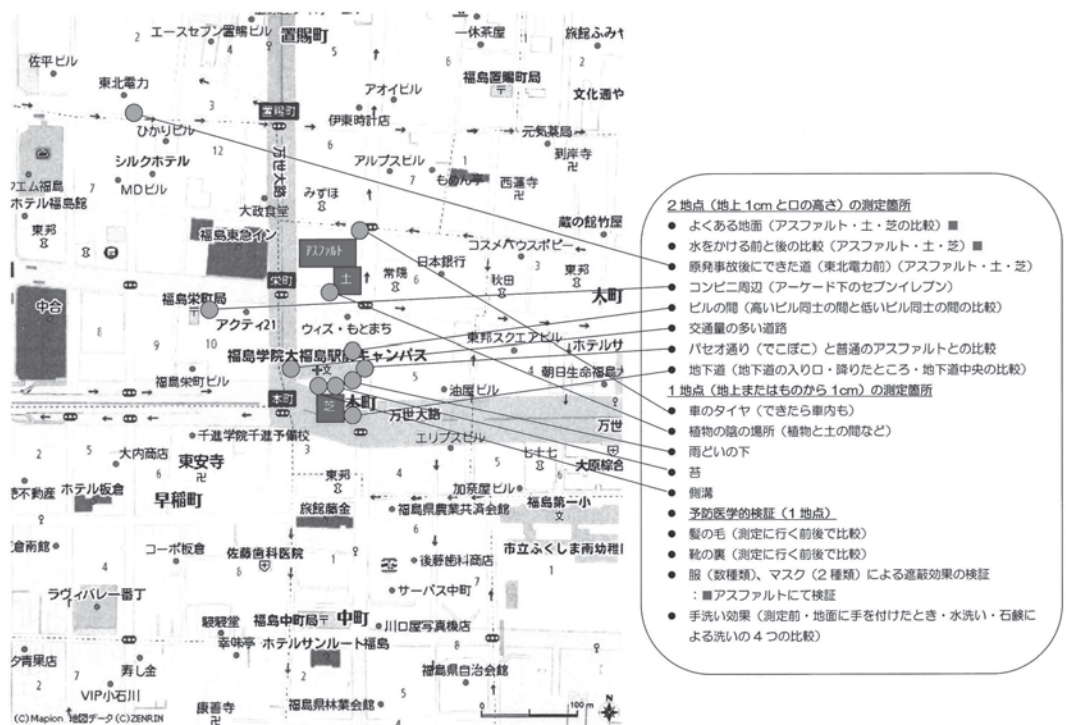 置賜町
エースセブン置賜ビル
佐平ビル
東北電力
ひかりビル
シルクホテル
MDビル
ホテル福島館
東邦
中合
大政食堂
福島東急イン
福島栄町局
アクティ21
福島栄町ビル
置賜町
万世大路
栄町
本町
アオイビル
伊東時計店
アルプスビル
もめん亭
みずほ
アスファルト
土
芝
常陽
日本銀行
ウィズ・もとまち
福島学院大福島駅前キャンパス
一休茶屋
福島置賜町局
文化通や
元気薬局
到岸寺
西蓮寺
蔵の館竹屋
コスメハウスポピー
秋田
東邦
大町
東邦スクエアビル
ホテルサ
油屋ビル
本町
万世大路
万世
エリプスビル
七十七
大原綜合
千進学院千進予備校
大内商店
東安寺
ホテル板倉
早稲町
東邦
加奈屋ビル
福島県農業共済会館
福島第一小
コーポ板倉
佐藤歯科医院
後藤歯科商店
サーパス中町
ラヴィバレー一番丁
福島中町局
中町
川口屋写真機店
幸味亭
ホテルサンルート福島
寿し金
VIP小石川
康善寺
福島県林業会館
福島県自治会館
(C)Mapion 地図データ(C)ZENRIN
0 100 m
2地点(地上1cmと口の高さ)の測定箇所
● よくある地面(アスファルト・土・芝の比較)■
● 水をかける前と後の比較(アスファルト・土・芝)■
● 原発事故後にできた道(東北電力前)(アスファルト・土・芝)
● コンビニ周辺(アーケード下のセブンイレブン)
● ビルの間(高いビル同士の間と低いビル同士の間の比較)
● 交通量の多い道路
● パセオ通り(でこぼこ)と普通のアスファルトとの比較
● 地下道(地下道の入り口・降りたところ・地下道中央の比較)
1地点(地上またはものから1cm)の測定箇所
● 車のタイヤ(できたら車内も)
● 植物の陰の場所(植物と土の間など)
● 雨どいの下
● 苔
● 側溝
● 予防医学的検証(1地点)
● 髪の毛(測定に行く前後で比較)
● 靴の裏(測定に行く前後で比較)
● 服(数種類)、マスク(2種類)による遮蔽効果の検証
:■アスファルトにて検証
● 手洗い効果(測定前・地面に手を付けたとき・水洗い・石鹸
による洗いの4つの比較)